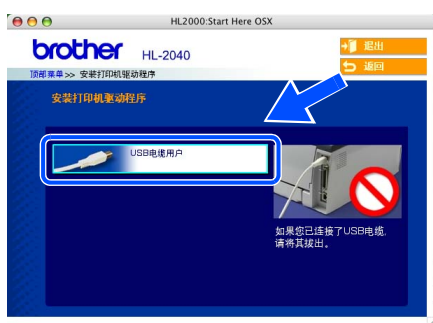 HL2000:Start Here OSX
brother HL-2040
退出
返回
顶部菜单>> 安装打印机驱动程序
安装打印机驱动程序
USB电缆用户
如果您已连接了USB电缆,
请将其拔出。